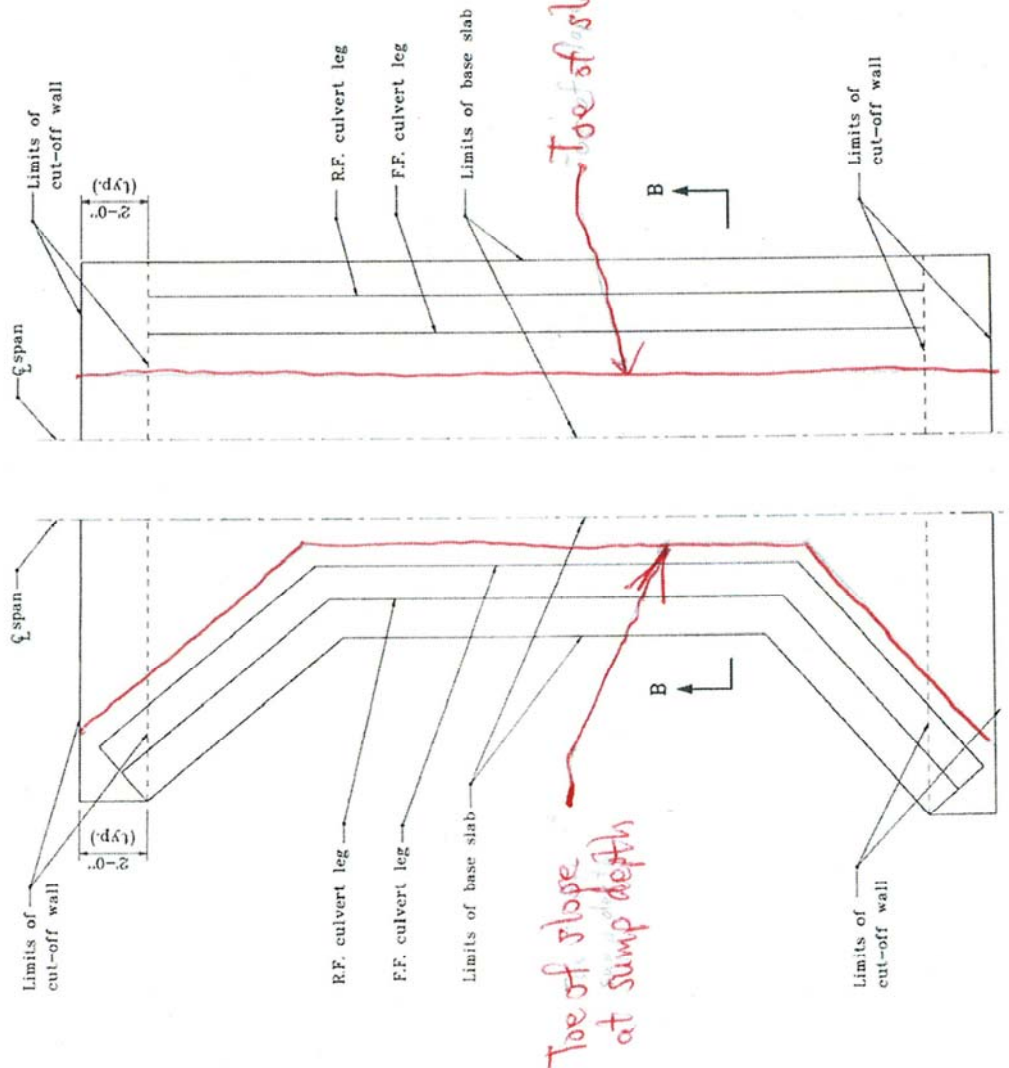 Limits of
cut-off wall
2'-0"
(typ.)
℄ span
R.F. culvert leg
F.F. culvert leg
Limits of base slab
Toe of
B
Limits of
cut-off wall
℄ span
2'-0"
(typ.)
Limits of
cut-off wall
R.F. culvert leg
F.F. culvert leg
Limits of base slab
B
Toe of slope
at sump depth
Limits of
cut-off wall